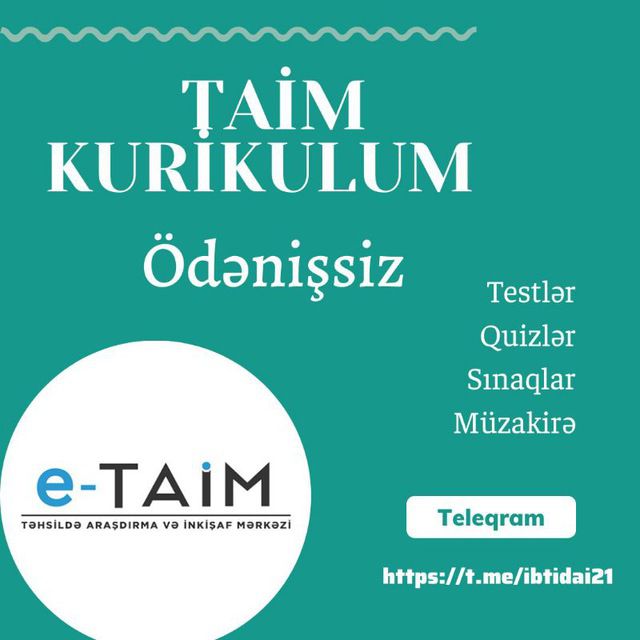 TAİM
KURİKULUM
Ödənişsiz
Testlər
Quizlər
Sınaqlar
Müzakirə
e-TAİM
TƏHSİLDƏ ARAŞDIRMA VƏ İNKİŞAF MƏRKƏZİ
Teleqram
https://t.me/ibtidai21